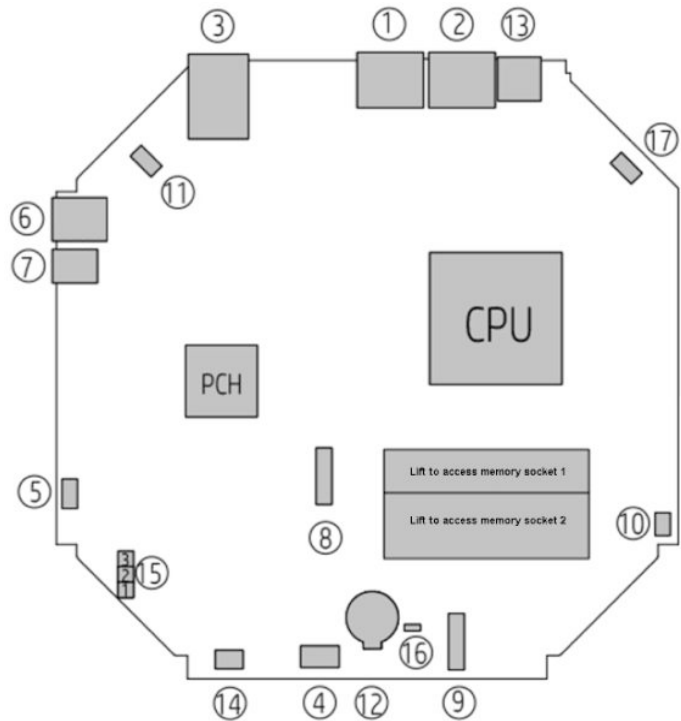 ③ ① ② ⑬
⑰
⑪
⑥
⑦
CPU
PCH
Lift to access memory socket 1
Lift to access memory socket 2
⑤
⑧
⑩
3
2
1
⑮
⑯
⑭ ④ ⑫ ⑨